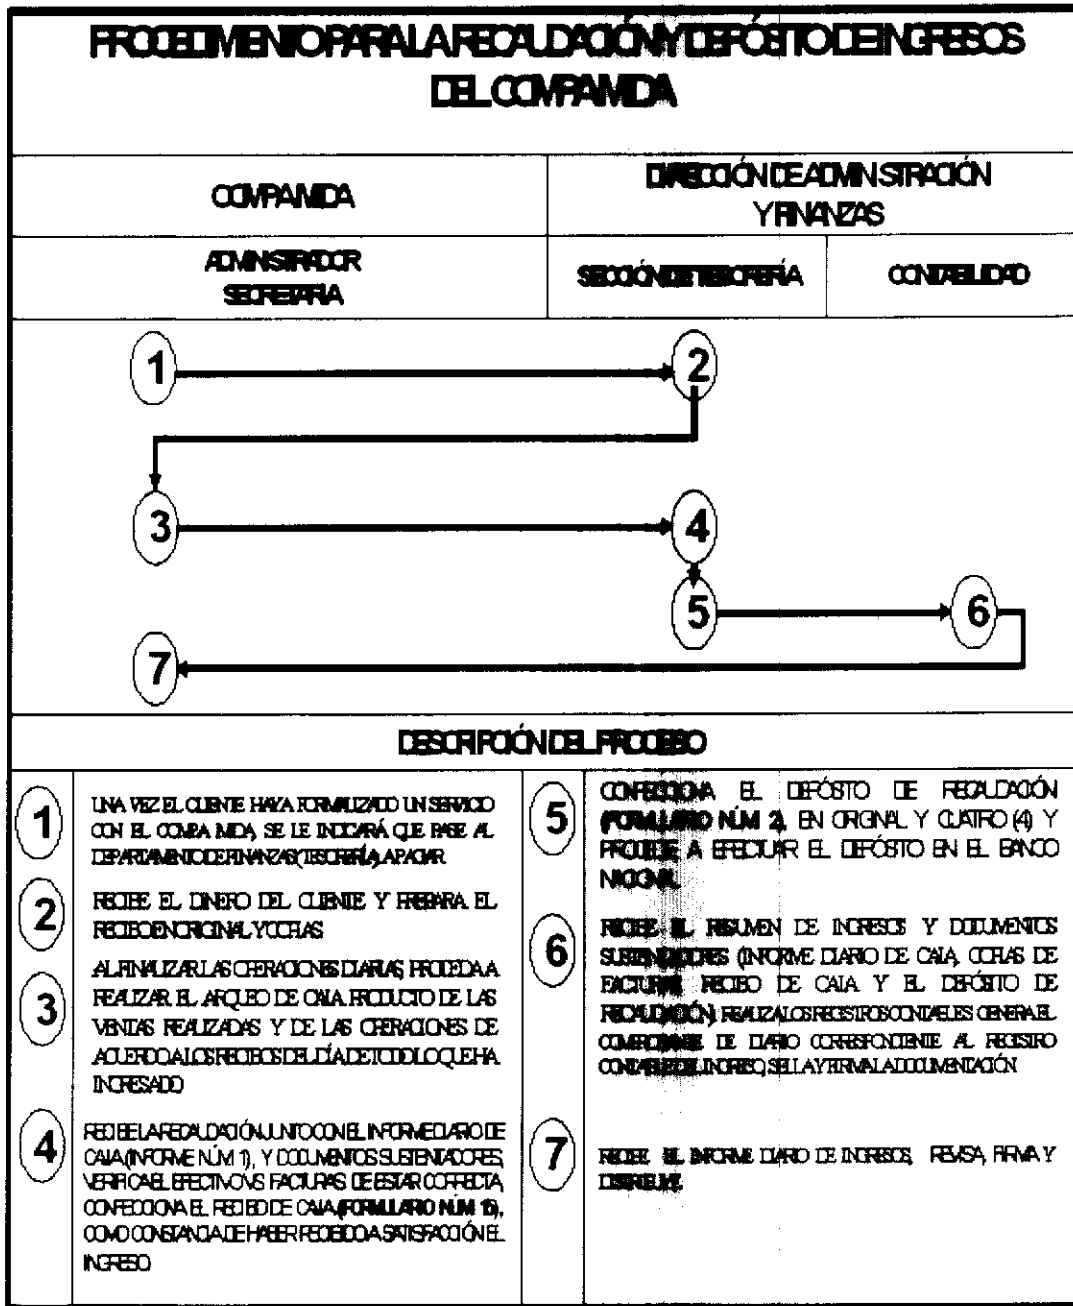 PROCEDIMIENTO PARA LA RECAUDACIÓN Y DEPÓSITO DE INGRESOS
DEL COMPAMIDA
COMPAMIDA
DIRECCIÓN DE ADMINISTRACIÓN
Y FINANZAS
ADMINISTRADOR
SECRETARÍA
SECCIÓN DE TESORERÍA
CONTABILIDAD
1
2
3
4
5
6
7
DESCRIPCIÓN DEL PROCESO
1
UNA VEZ EL CLIENTE HAYA FORMALIZADO UN SERVICIO
CON EL COMPA MIDA, SE LE INDICARÁ QUE PASE AL
DEPARTAMENTO DE FINANZAS (TESORERÍA), A PAGAR.
2
RECIBE EL DINERO DEL CLIENTE Y PREPARA EL
RECIBO EN ORIGINAL Y COPIAS
3
AL FINALIZAR LAS OPERACIONES DIARIAS, PROCEDA A
REALIZAR EL ARQUEO DE CAJA PRODUCTO DE LAS
VENTAS REALIZADAS Y DE LAS OPERACIONES DE
ACUERDO A LOS RECIBOS DEL DÍA DE TODO LO QUE HA
INGRESADO
4
RECIBE LA RECAUDACIÓN JUNTO CON EL INFORME DIARIO DE
CAJA (INFORME NÚM 1), Y DOCUMENTOS SUSTENTADORES,
VERIFICA EL EFECTIVO VS FACTURAS DE ESTAR CORRECTA,
CONFECCIONA EL RECIBO DE CAJA (FORMULARIO NÚM 15),
COMO CONSTANCIA DE HABER RECIBIDO A SATISFACCIÓN EL
INGRESO
5
CONFECCIONA EL DEPÓSITO DE RECAUDACIÓN
(FORMULARIO NÚM 2), EN ORIGINAL Y CUATRO (4) Y
PROCEDE A EFECTUAR EL DEPÓSITO EN EL BANCO
NACIONAL
6
RECIBE EL RESUMEN DE INGRESOS Y DOCUMENTOS
SUSTENTADORES (INFORME DIARIO DE CAJA, COPIAS DE
FACTURAS, RECIBO DE CAJA Y EL DEPÓSITO DE
RECAUDACIÓN), REALIZA LOS REGISTROS CONTABLES GENERA EL
COMPROBANTE DE DIARIO CORRESPONDIENTE AL REGISTRO
CONTABLE DEL INGRESO, SELLA Y FIRMA LA DOCUMENTACIÓN
7
RECIBE EL INFORME DIARIO DE INGRESOS, REVISA, FIRMA Y
DISTRIBUYE.